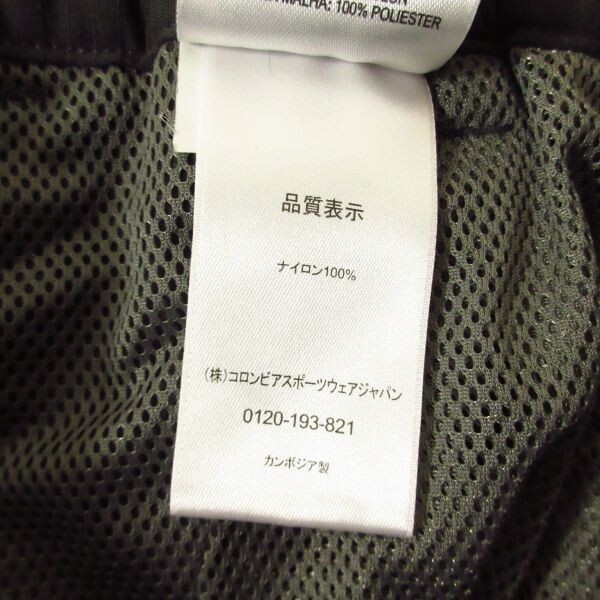 MALHA: 100% POLIESTER
品質表示
ナイロン100%
(株)コロンビアスポーツウェアジャパン
0120-193-821
カンボジア製